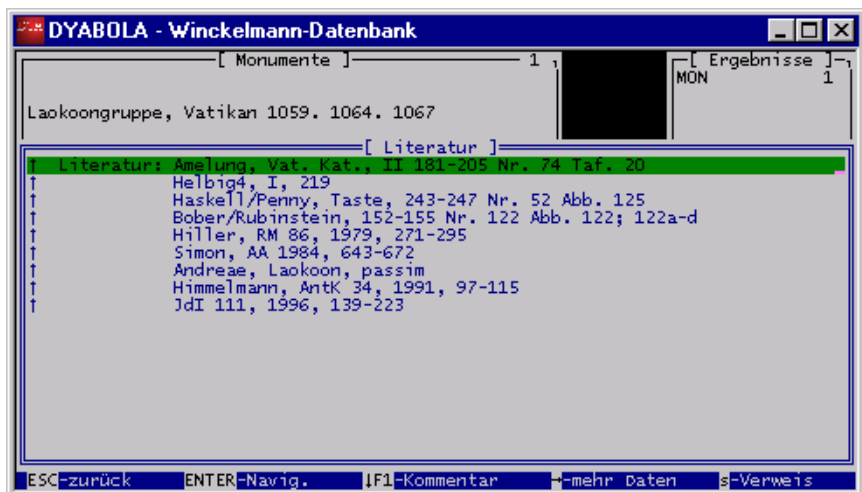 DYABOLA - Winckelmann-Datenbank
[ Monumente ] 1
[ Ergebnisse ]
MON 1
Laokoongruppe, Vatikan 1059. 1064. 1067
[ Literatur ]
↑ Literatur: Amelung, Vat. Kat., II 181-205 Nr. 74 Taf. 20
↑ Helbig4, I, 219
↑ Haskell/Penny, Taste, 243-247 Nr. 52 Abb. 125
↑ Bober/Rubinstein, 152-155 Nr. 122 Abb. 122; 122a-d
↑ Hiller, RM 86, 1979, 271-295
↑ Simon, AA 1984, 643-672
↑ Andreae, Laokoon, passim
↑ Himmelmann, AntK 34, 1991, 97-115
↑ JdI 111, 1996, 139-223
ESC-zurück ENTER-Navig. ↓F1-Kommentar →-mehr Daten s-Verweis